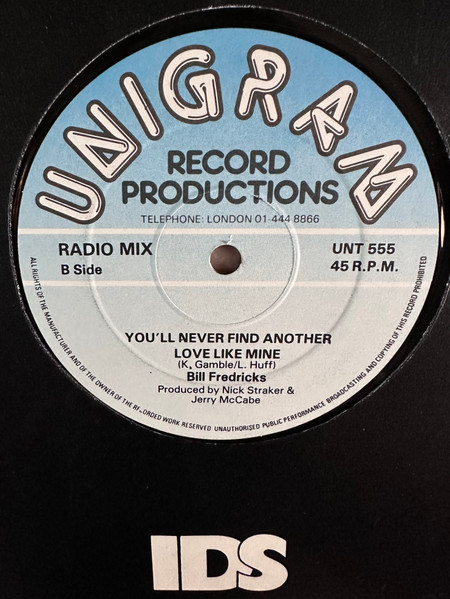 UNIGRAM
RECORD
PRODUCTIONS
TELEPHONE: LONDON 01-444 8866
RADIO MIX
B Side
UNT 555
45 R.P.M.
YOU'LL NEVER FIND ANOTHER
LOVE LIKE MINE
(K. Gamble/L. Huff)
Bill Fredricks
Produced by Nick Straker &
Jerry McCabe
ALL RIGHTS OF THE MANUFACTURER AND OF THE OWNER OF THE RECORDED WORK RESERVED UNAUTHORISED PUBLIC PERFORMANCE BROADCASTING AND COPYING OF THIS RECORD PROHIBITED
IDS